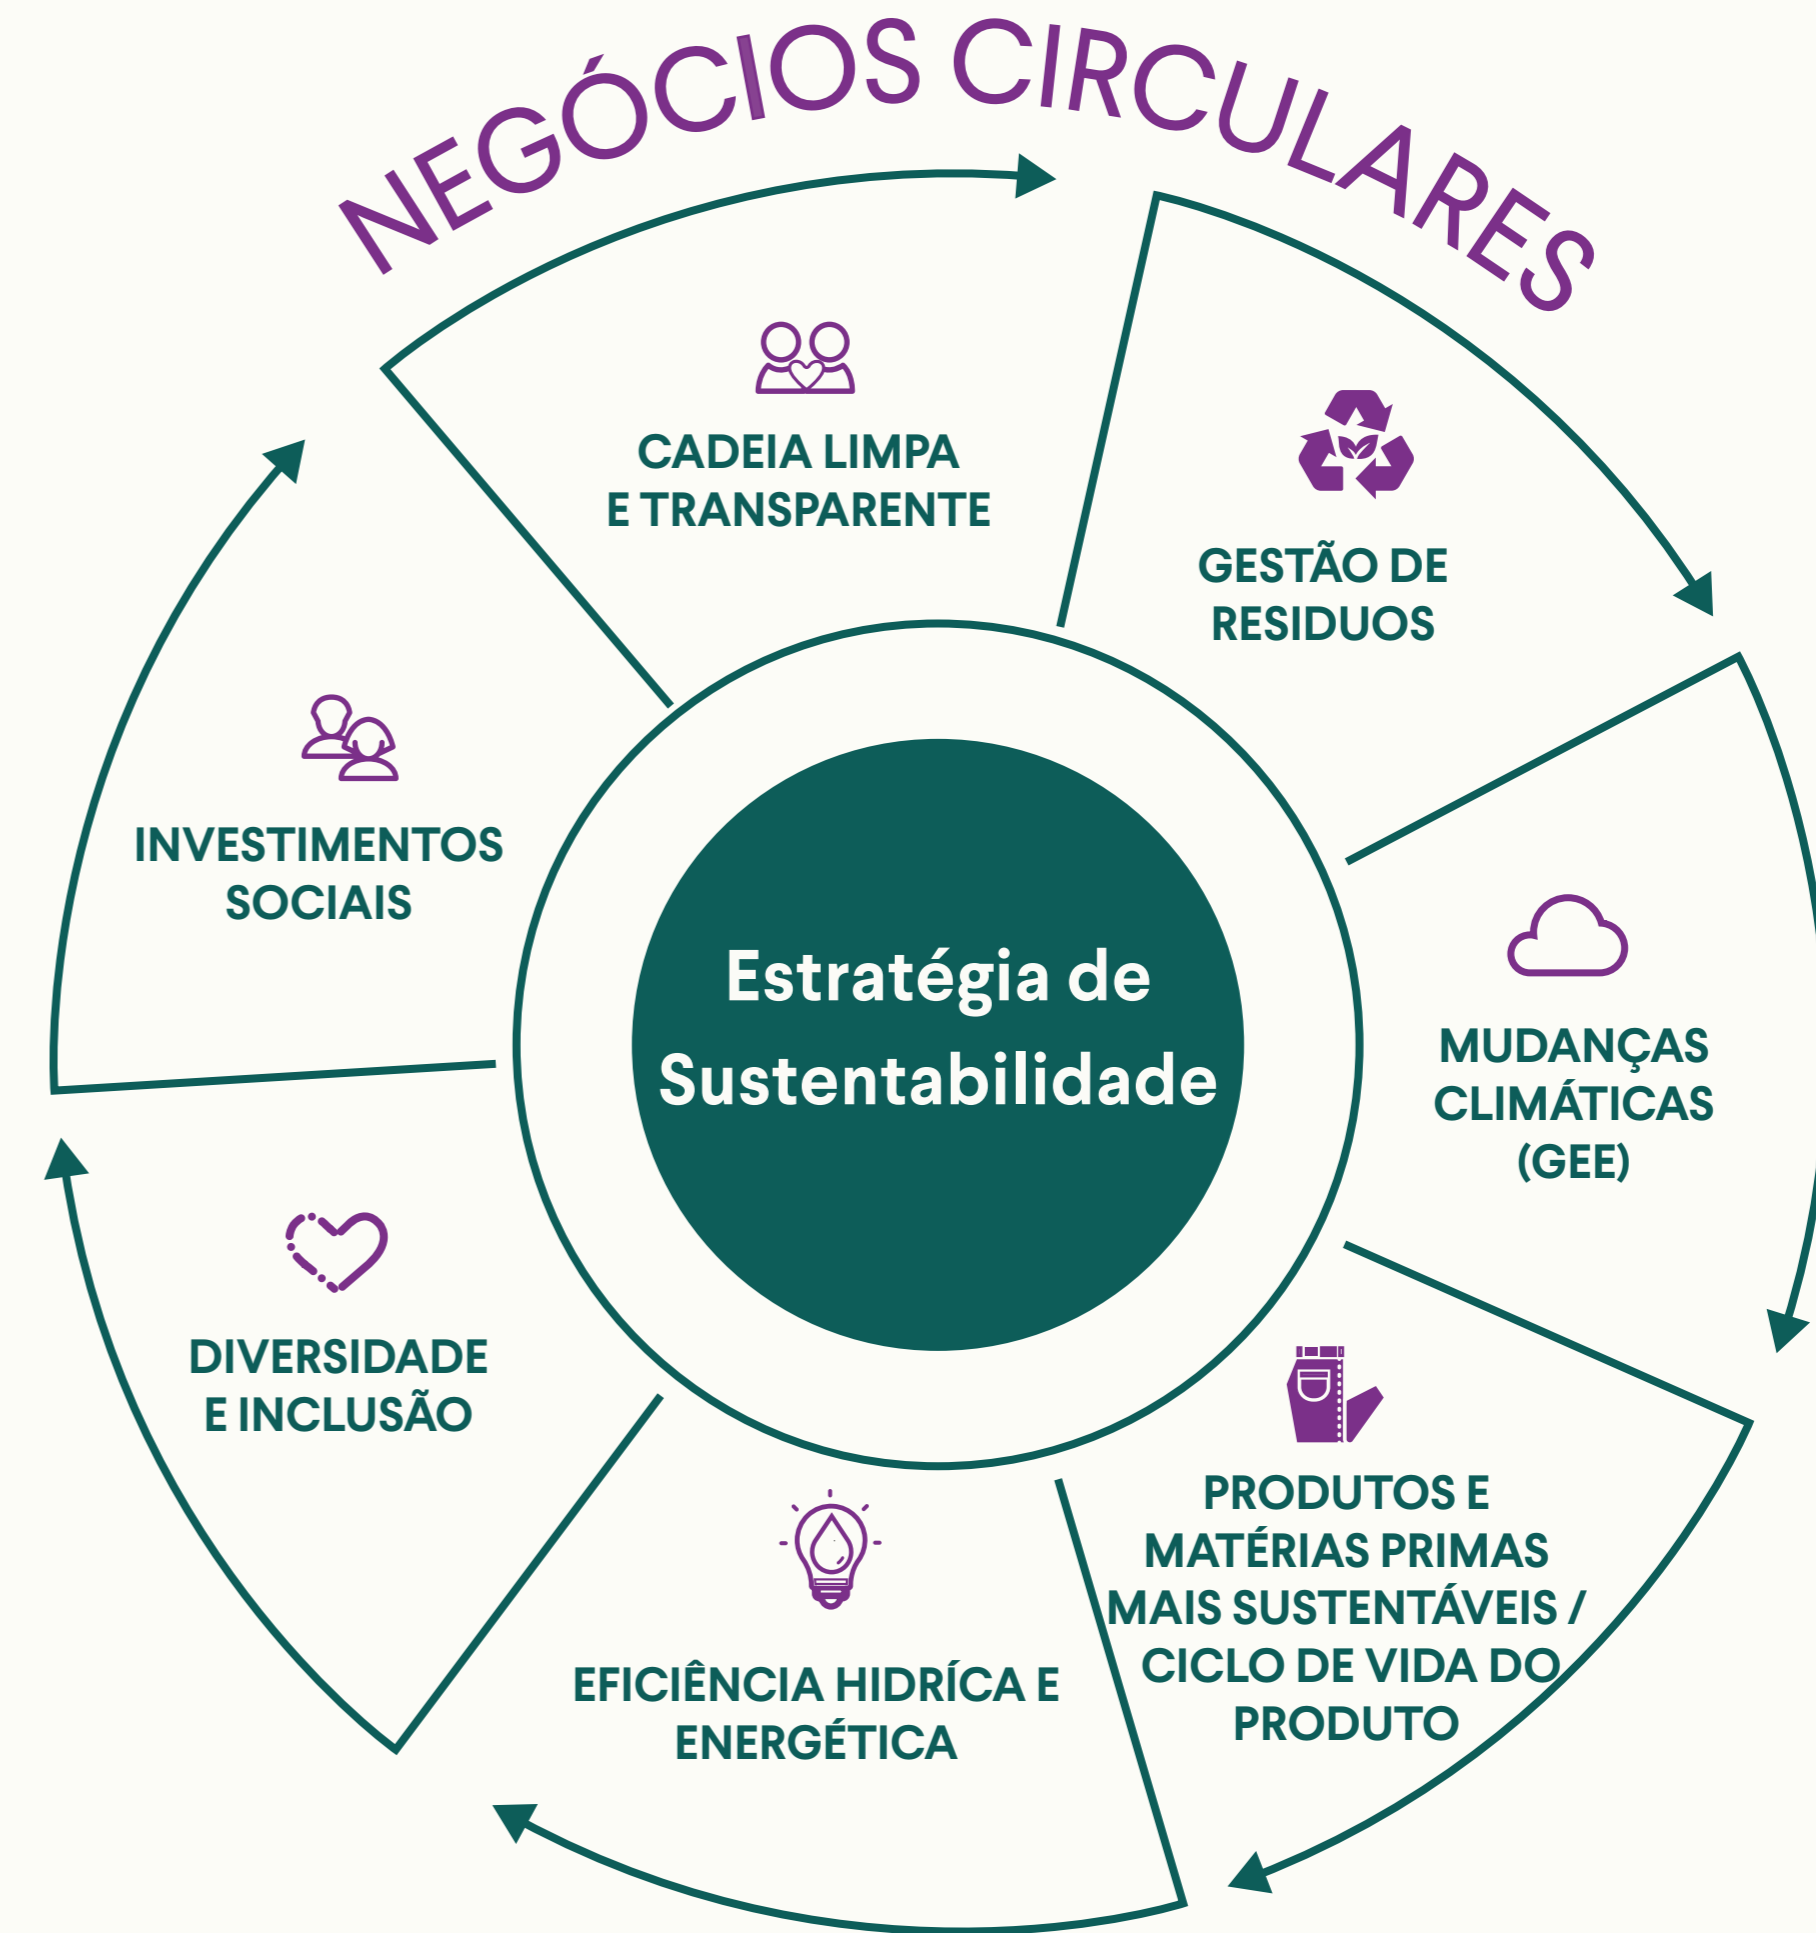 NEGÓCIOS CIRCULARES
CADEIA LIMPA
E TRANSPARENTE
GESTÃO DE
RESIDUOS
MUDANÇAS
CLIMÁTICAS
(GEE)
PRODUTOS E
MATÉRIAS PRIMAS
MAIS SUSTENTÁVEIS /
CICLO DE VIDA DO
PRODUTO
EFICIÊNCIA HIDRÍCA E
ENERGÉTICA
DIVERSIDADE
E INCLUSÃO
INVESTIMENTOS
SOCIAIS
Estratégia de
Sustentabilidade